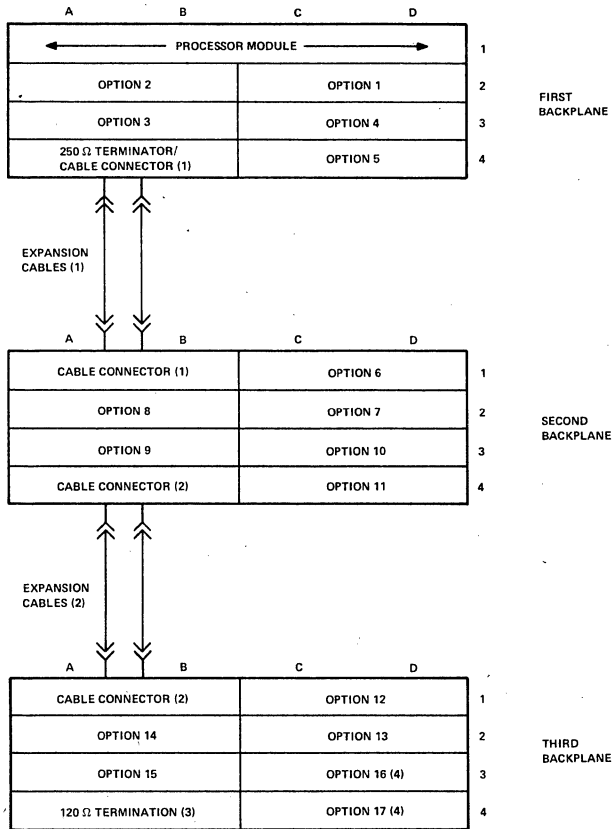 A B C D
PROCESSOR MODULE 1
OPTION 2 OPTION 1 2
FIRST
BACKPLANE
OPTION 3 OPTION 4 3
250 Ω TERMINATOR/
CABLE CONNECTOR (1) OPTION 5 4
EXPANSION
CABLES (1)
A B C D
CABLE CONNECTOR (1) OPTION 6 1
OPTION 8 OPTION 7 2
SECOND
BACKPLANE
OPTION 9 OPTION 10 3
CABLE CONNECTOR (2) OPTION 11 4
EXPANSION
CABLES (2)
A B C D
CABLE CONNECTOR (2) OPTION 12 1
OPTION 14 OPTION 13 2
THIRD
BACKPLANE
OPTION 15 OPTION 16 (4) 3
120 Ω TERMINATION (3) OPTION 17 (4) 4